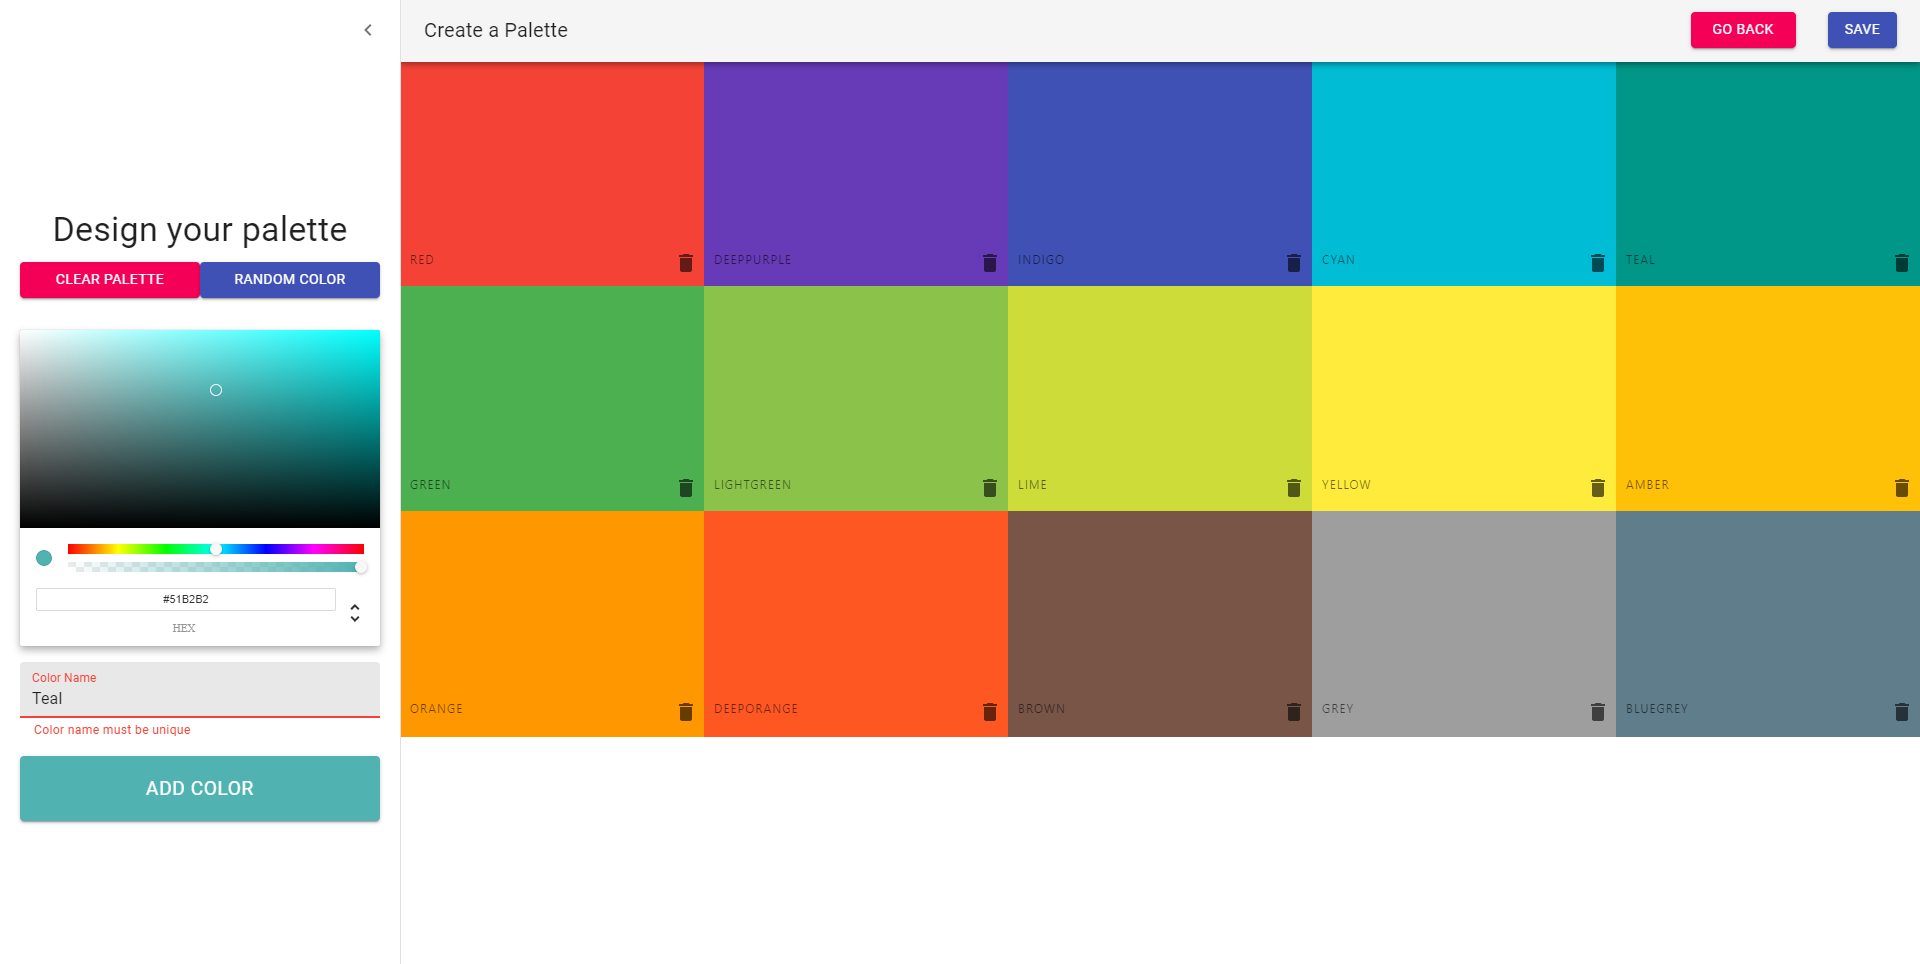 Create a Palette
GO BACK
SAVE
Design your palette
CLEAR PALETTE
RANDOM COLOR
#51B2B2
HEX
Color Name
Teal
Color name must be unique
ADD COLOR
RED
DEEPPURPLE
INDIGO
CYAN
TEAL
GREEN
LIGHTGREEN
LIME
YELLOW
AMBER
ORANGE
DEEPORANGE
BROWN
GREY
BLUEGREY